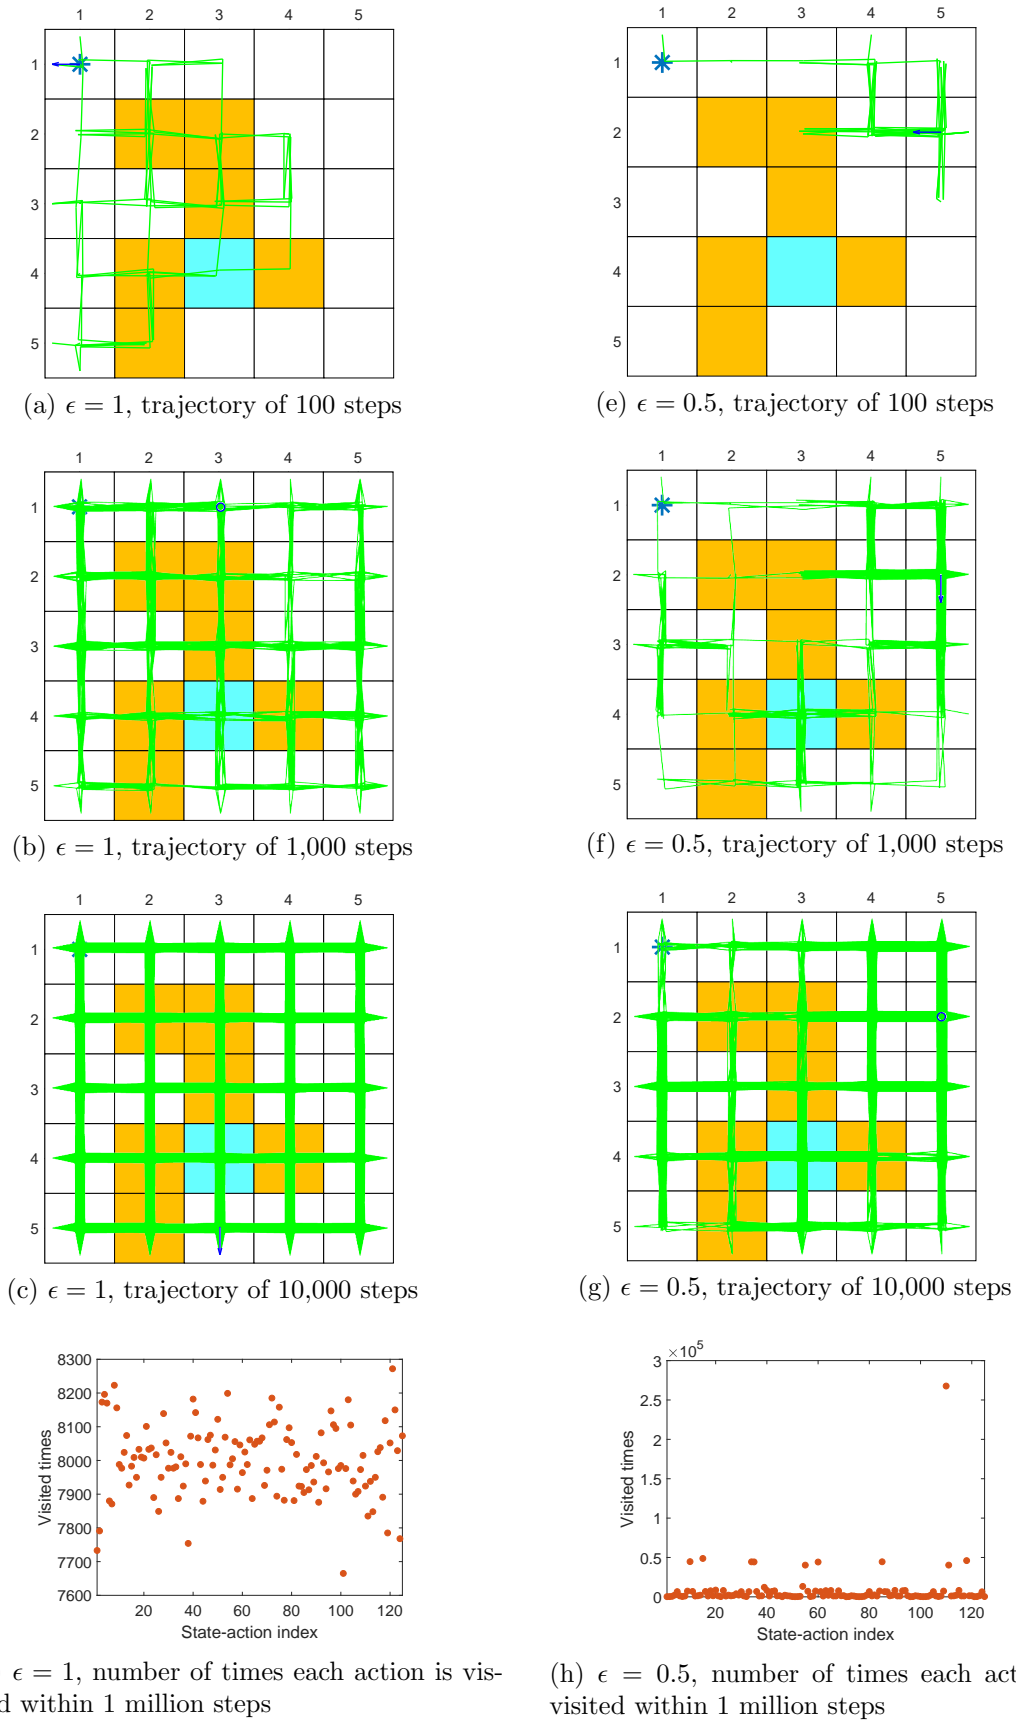 1 2 3 4 5
1
2
3
4
5
(a) ϵ = 1, trajectory of 100 steps
1 2 3 4 5
1
2
3
4
5
(e) ϵ = 0.5, trajectory of 100 steps
1 2 3 4 5
1
2
3
4
5
(b) ϵ = 1, trajectory of 1,000 steps
1 2 3 4 5
1
2
3
4
5
(f) ϵ = 0.5, trajectory of 1,000 steps
1 2 3 4 5
1
2
3
4
5
(c) ϵ = 1, trajectory of 10,000 steps
1 2 3 4 5
1
2
3
4
5
(g) ϵ = 0.5, trajectory of 10,000 steps
8300
8200
8100
8000
7900
7800
7700
7600
Visited times
20 40 60 80 100 120
State-action index
ϵ = 1, number of times each action is vis-
d within 1 million steps
×10⁵
3
2.5
2
1.5
1
0.5
0
Visited times
20 40 60 80 100 120
State-action index
(h) ϵ = 0.5, number of times each act
visited within 1 million steps